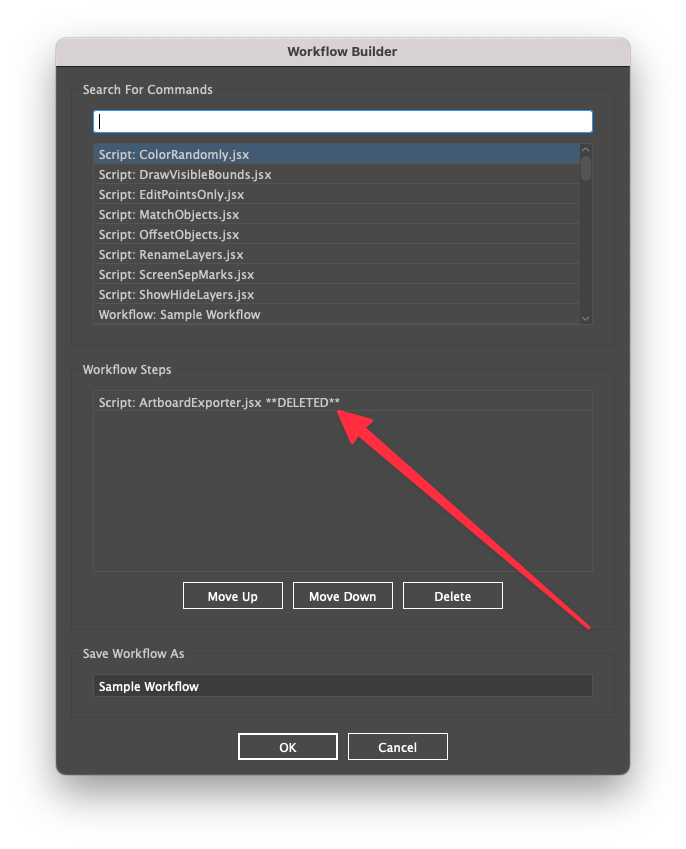 Workflow Builder
Search For Commands
Script: ColorRandomly.jsx
Script: DrawVisibleBounds.jsx
Script: EditPointsOnly.jsx
Script: MatchObjects.jsx
Script: OffsetObjects.jsx
Script: RenameLayers.jsx
Script: ScreenSepMarks.jsx
Script: ShowHideLayers.jsx
Workflow: Sample Workflow
Workflow Steps
Script: ArtboardExporter.jsx **DELETED**
Move Up Move Down Delete
Save Workflow As
Sample Workflow
OK Cancel